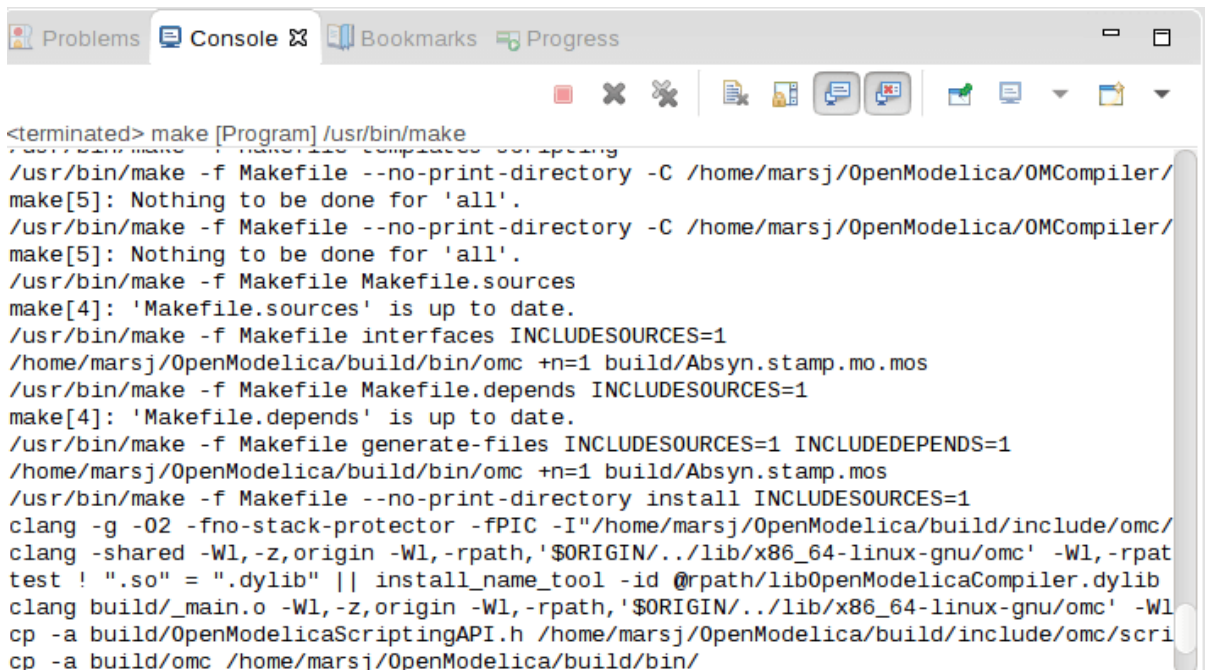 Problems Console Bookmarks Progress
<terminated> make [Program] /usr/bin/make
/usr/bin/make -f Makefile templates scripting
/usr/bin/make -f Makefile --no-print-directory -C /home/marsj/OpenModelica/OMCompiler/
make[5]: Nothing to be done for 'all'.
/usr/bin/make -f Makefile --no-print-directory -C /home/marsj/OpenModelica/OMCompiler/
make[5]: Nothing to be done for 'all'.
/usr/bin/make -f Makefile Makefile.sources
make[4]: 'Makefile.sources' is up to date.
/usr/bin/make -f Makefile interfaces INCLUDESOURCES=1
/home/marsj/OpenModelica/build/bin/omc +n=1 build/Absyn.stamp.mo.mos
/usr/bin/make -f Makefile Makefile.depends INCLUDESOURCES=1
make[4]: 'Makefile.depends' is up to date.
/usr/bin/make -f Makefile generate-files INCLUDESOURCES=1 INCLUDEDEPENDS=1
/home/marsj/OpenModelica/build/bin/omc +n=1 build/Absyn.stamp.mos
/usr/bin/make -f Makefile --no-print-directory install INCLUDESOURCES=1
clang -g -O2 -fno-stack-protector -fPIC -I"/home/marsj/OpenModelica/build/include/omc/
clang -shared -Wl,-z,origin -Wl,-rpath,'$ORIGIN/../lib/x86_64-linux-gnu/omc' -Wl,-rpat
test ! ".so" = ".dylib" || install_name_tool -id @rpath/libOpenModelicaCompiler.dylib
clang build/_main.o -Wl,-z,origin -Wl,-rpath,'$ORIGIN/../lib/x86_64-linux-gnu/omc' -Wl
cp -a build/OpenModelicaScriptingAPI.h /home/marsj/OpenModelica/build/include/omc/scri
cp -a build/omc /home/marsj/OpenModelica/build/bin/